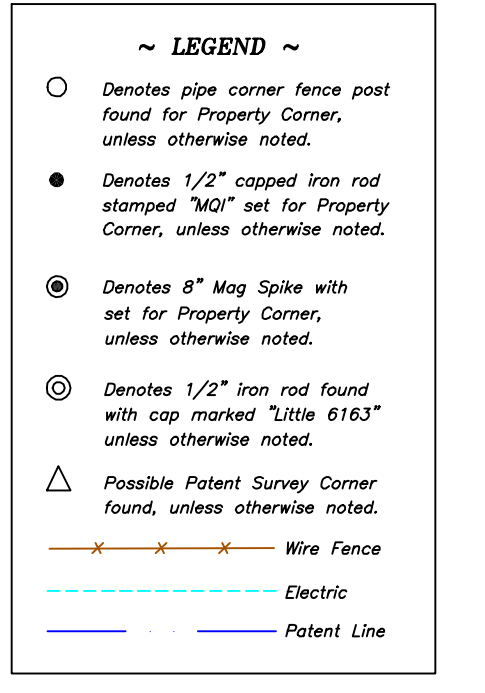 ~ LEGEND ~
Denotes pipe corner fence post
found for Property Corner,
unless otherwise noted.
Denotes 1/2" capped iron rod
stamped "MQI" set for Property
Corner, unless otherwise noted.
Denotes 8" Mag Spike with
set for Property Corner,
unless otherwise noted.
Denotes 1/2" iron rod found
with cap marked "Little 6163"
unless otherwise noted.
Possible Patent Survey Corner
found, unless otherwise noted.
Wire Fence
Electric
Patent Line